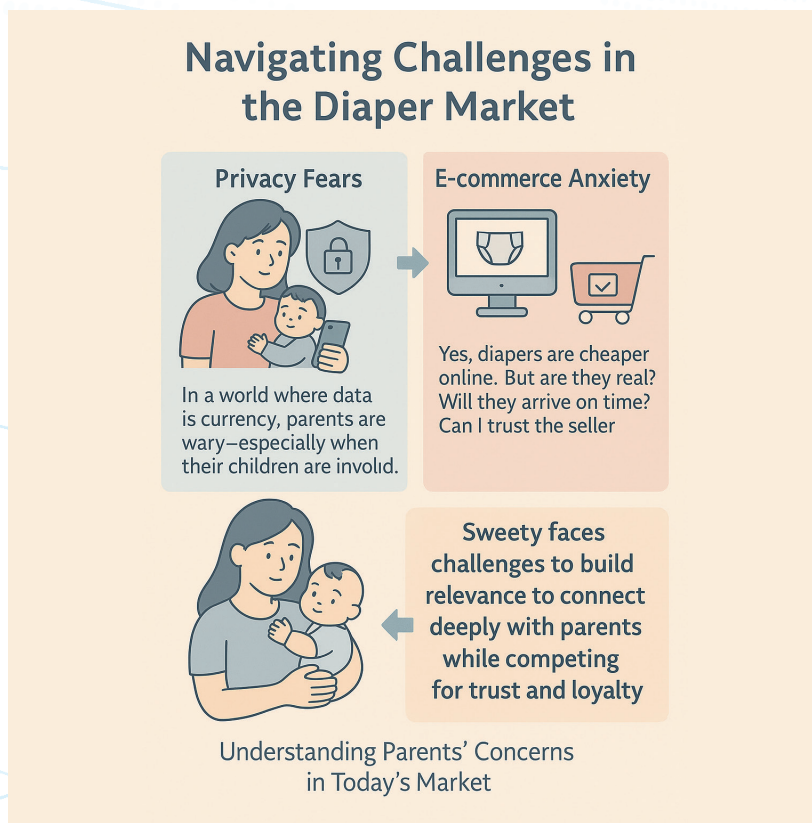 Navigating Challenges in
the Diaper Market
Privacy Fears
In a world where data
is currency, parents are
wary—especially when
their children are involıd.
E-commerce Anxiety
Yes, diapers are cheaper
online. But are they real?
Will they arrive on time?
Can I trust the seller
Sweety faces
challenges to build
relevance to connect
deeply with parents
while competing
for trust and loyalty
Understanding Parents' Concerns
in Today's Market